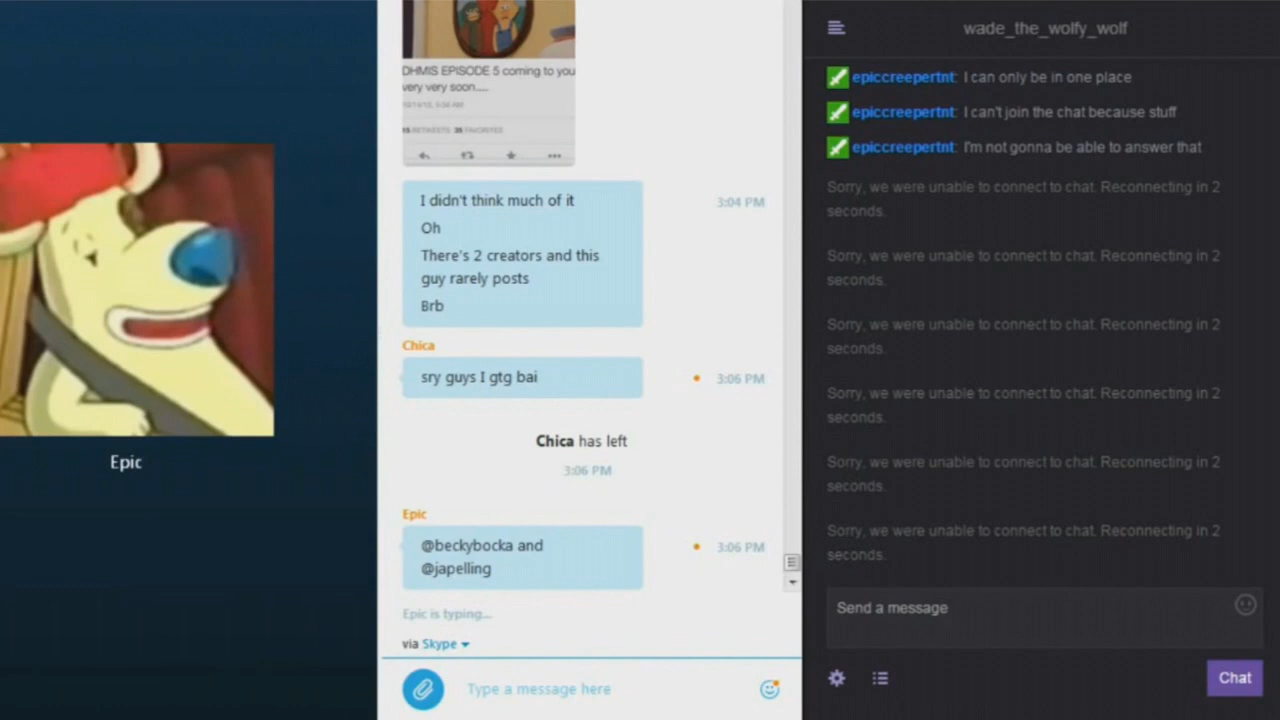 Epic
DHMIS EPISODE 5 coming to you
very very soon.....
15 RETWEETS 35 FAVORITED
I didn't think much of it
3:04 PM
Oh
There's 2 creators and this
guy rarely posts
Brb
Chica
sry guys I gtg bai
3:06 PM
Chica has left
3:06 PM
Epic
@beckybocka and
@japelling
3:06 PM
Epic is typing...
via Skype
Type a message here
wade_the_wolfy_wolf
epiccreepertnt: I can only be in one place
epiccreepertnt: I can't join the chat because stuff
epiccreepertnt: I'm not gonna be able to answer that
Sorry, we were unable to connect to chat. Reconnecting in 2
seconds.
Sorry, we were unable to connect to chat. Reconnecting in 2
seconds.
Sorry, we were unable to connect to chat. Reconnecting in 2
seconds.
Sorry, we were unable to connect to chat. Reconnecting in 2
seconds.
Sorry, we were unable to connect to chat. Reconnecting in 2
seconds.
Sorry, we were unable to connect to chat. Reconnecting in 2
seconds.
Send a message
Chat